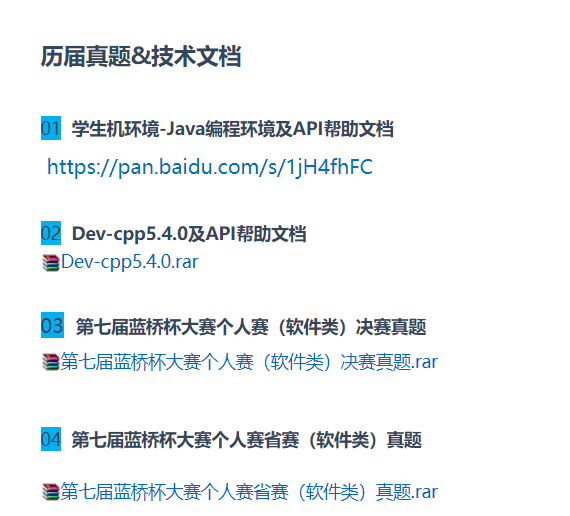 历届真题&技术文档
01 学生机环境-Java编程环境及API帮助文档
https://pan.baidu.com/s/1jH4fhFC
02 Dev-cpp5.4.0及API帮助文档
Dev-cpp5.4.0.rar
03 第七届蓝桥杯大赛个人赛（软件类）决赛真题
第七届蓝桥杯大赛个人赛（软件类）决赛真题.rar
04 第七届蓝桥杯大赛个人赛省赛（软件类）真题
第七届蓝桥杯大赛个人赛省赛（软件类）真题.rar